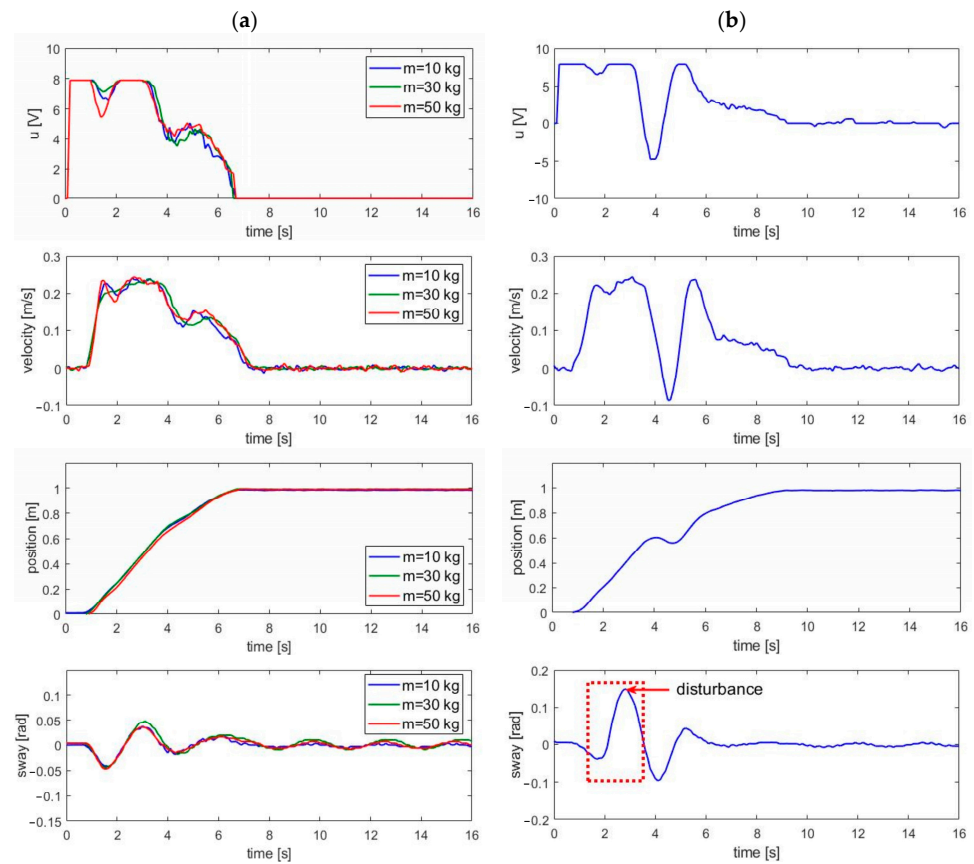 (a)
(b)
10
8
6
4
2
0
u [V]
m=10 kg
m=30 kg
m=50 kg
0 2 4 6 8 10 12 14 16
time [s]
10
5
0
−5
−10
u [V]
0 2 4 6 8 10 12 14 16
time [s]
0.3
0.2
0.1
0
−0.1
velocity [m/s]
m=10 kg
m=30 kg
m=50 kg
0 2 4 6 8 10 12 14 16
time [s]
0.3
0.2
0.1
0
−0.1
velocity [m/s]
0 2 4 6 8 10 12 14 16
time [s]
1
0.8
0.6
0.4
0.2
0
position [m]
m=10 kg
m=30 kg
m=50 kg
0 2 4 6 8 10 12 14 16
time [s]
1
0.8
0.6
0.4
0.2
0
position [m]
0 2 4 6 8 10 12 14 16
time [s]
0.1
0.05
0
−0.05
−0.1
−0.15
sway [rad]
m=10 kg
m=30 kg
m=50 kg
0 2 4 6 8 10 12 14 16
time [s]
0.2
0.1
0
−0.1
−0.2
sway [rad]
disturbance
0 2 4 6 8 10 12 14 16
time [s]